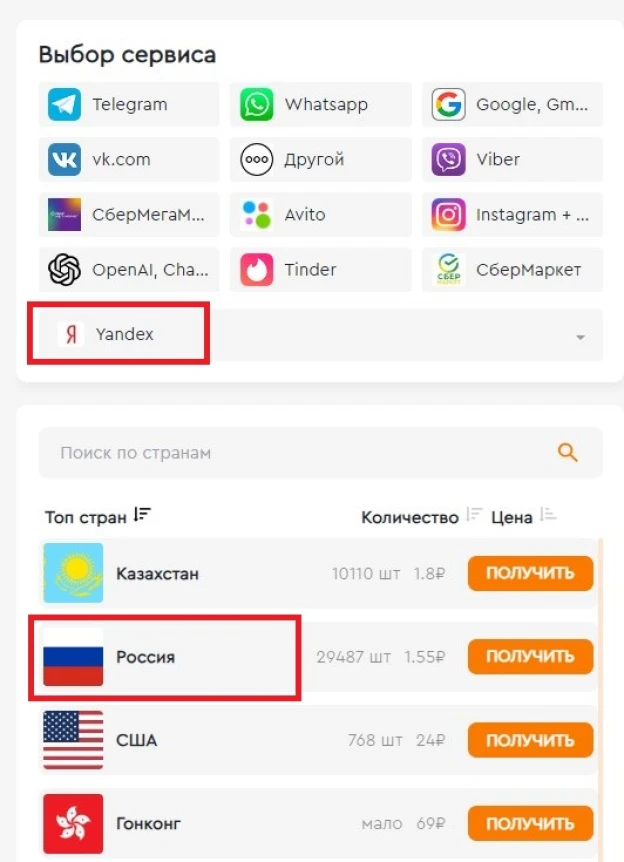 Выбор сервиса
Telegram Whatsapp Google, Gm...
vk.com Другой Viber
СберМегаМ... Avito Instagram + ...
OpenAI, Cha... Tinder СБЕР МАРКЕТ СберМаркет
Я Yandex
Поиск по странам
Топ стран Количество Цена
Казахстан 10110 шт 1.8₽ ПОЛУЧИТЬ
Россия 29487 шт 1.55₽ ПОЛУЧИТЬ
США 768 шт 24₽ ПОЛУЧИТЬ
Гонконг мало 69₽ ПОЛУЧИТЬ